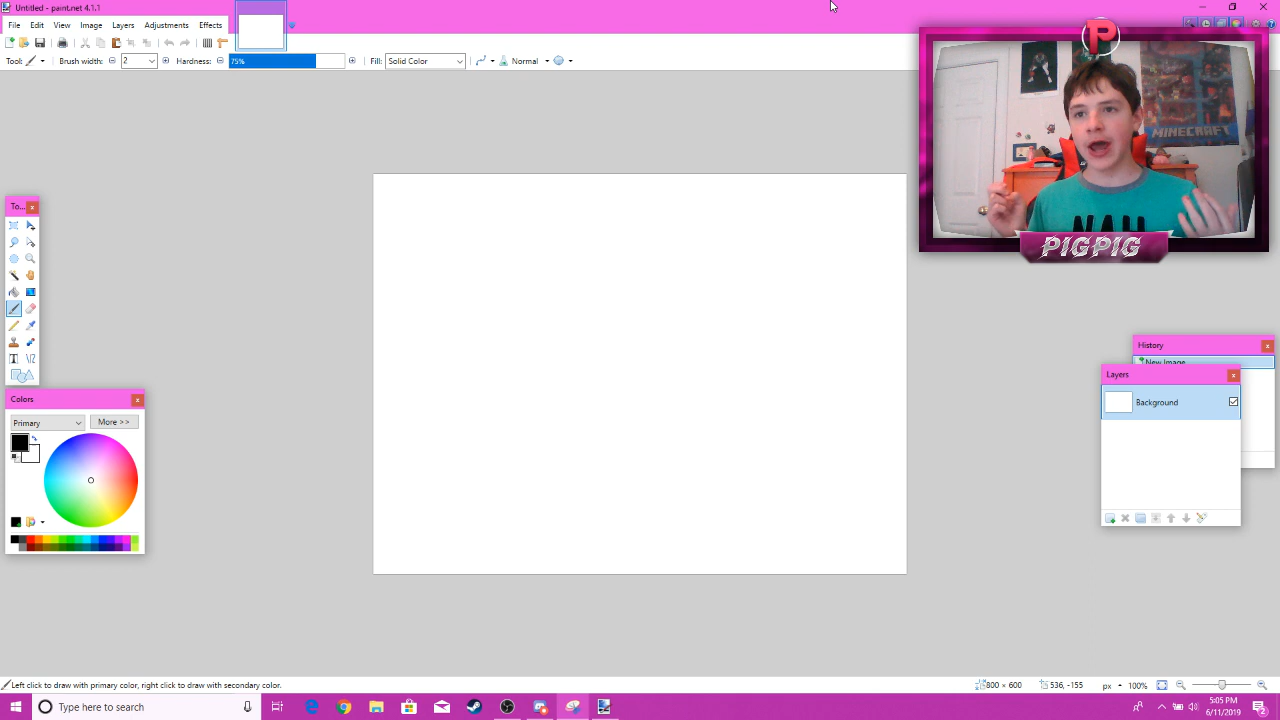 Untitled - paint.net 4.1.1
File Edit View Image Layers Adjustments Effects
Tool: Brush width: 2 Hardness: 75% Fill: Solid Color Normal
P
MINECRAFT
NAH
PIGPIG
To...
Colors
Primary More >>
History
New Image
Layers
Background
Left click to draw with primary color, right click to draw with secondary color. 800 × 600 536, -155 px 100%
Type here to search
5:05 PM
6/11/2019
2